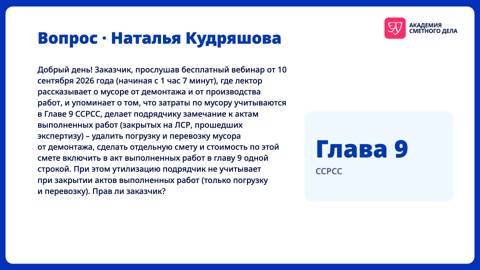 Вопрос · Наталья Кудряшова
АКАДЕМИЯ
СМЕТНОГО ДЕЛА
Добрый день! Заказчик, прослушав бесплатный вебинар от 10
сентября 2026 года (начиная с 1 час 7 минут), где лектор
рассказывает о мусоре от демонтажа и от производства
работ, и упоминает о том, что затраты по мусору учитываются
в Главе 9 ССРСС, делает подрядчику замечание к актам
выполненных работ (закрытых на ЛСР, прошедших
экспертизу) – удалить погрузку и перевозку мусора
от демонтажа, сделать отдельную смету и стоимость по этой
смете включить в акт выполненных работ в главу 9 одной
строкой. При этом утилизацию подрядчик не учитывает
при закрытии актов выполненных работ (только погрузку
и перевозку). Прав ли заказчик?
Глава 9
ССРСС